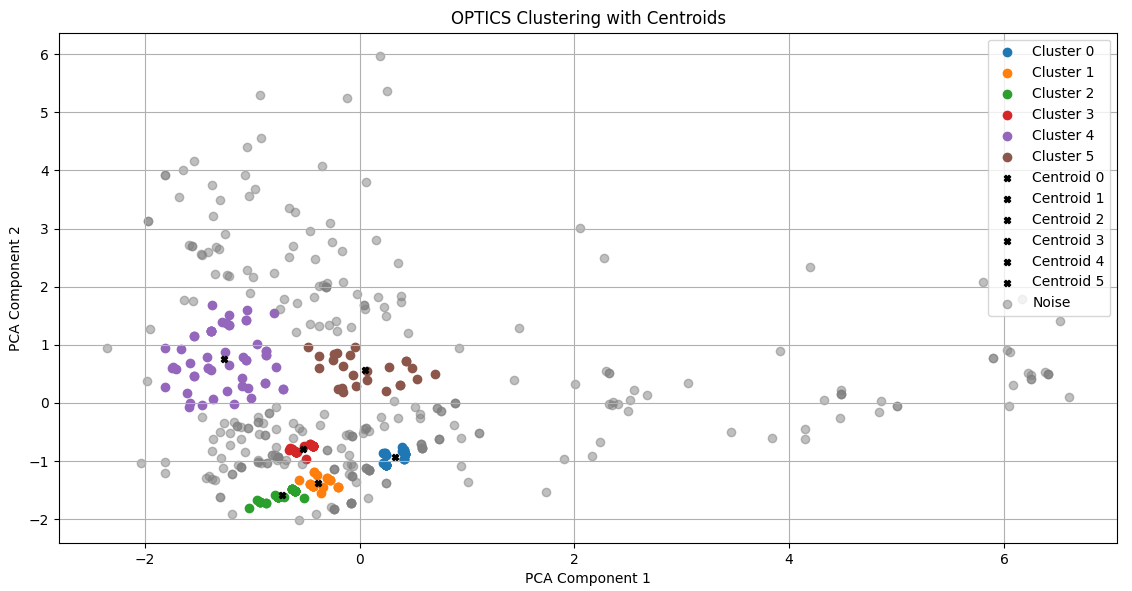 OPTICS Clustering with Centroids
PCA Component 2
6
5
4
3
2
1
0
−1
−2
Cluster 0
Cluster 1
Cluster 2
Cluster 3
Cluster 4
Cluster 5
Centroid 0
Centroid 1
Centroid 2
Centroid 3
Centroid 4
Centroid 5
Noise
−2
0
2
4
6
PCA Component 1